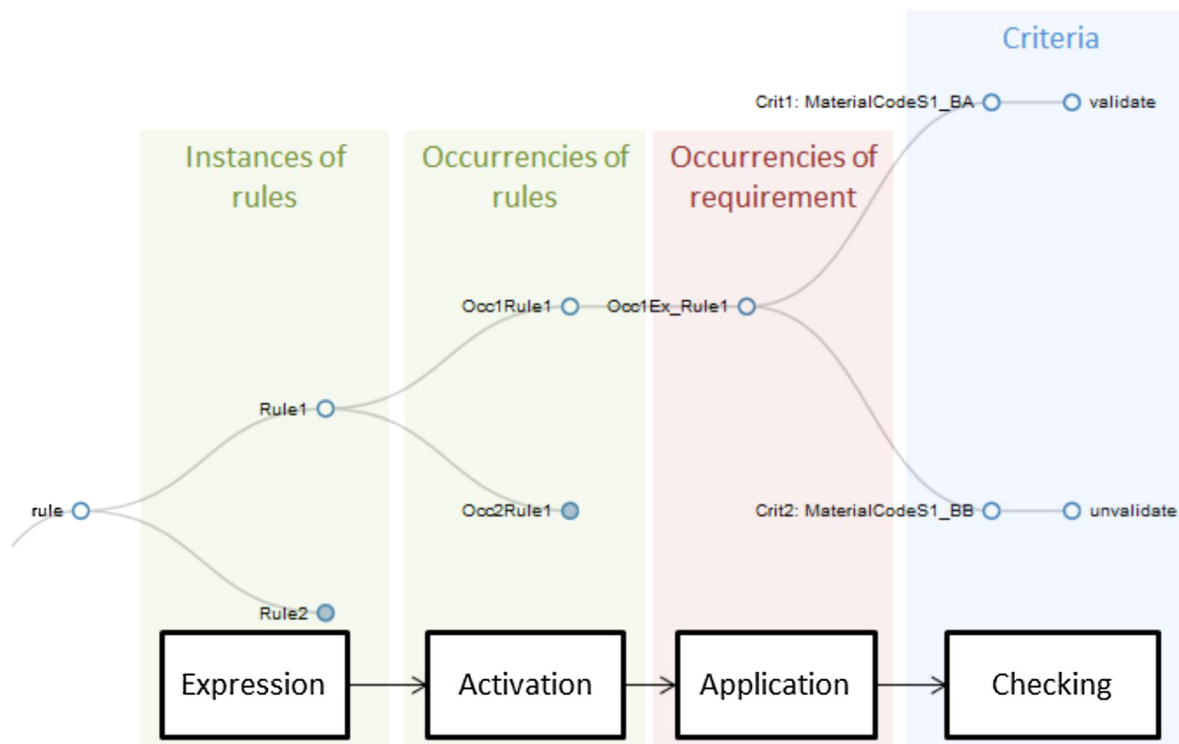 Criteria
Crit1: MaterialCodeS1_BA
validate
Instances of
rules
Occurrencies of
rules
Occurrencies of
requirement
Occ1Rule1
Occ1Ex_Rule1
Rule1
rule
Occ2Rule1
Crit2: MaterialCodeS1_BB
unvalidate
Rule2
Expression
Activation
Application
Checking